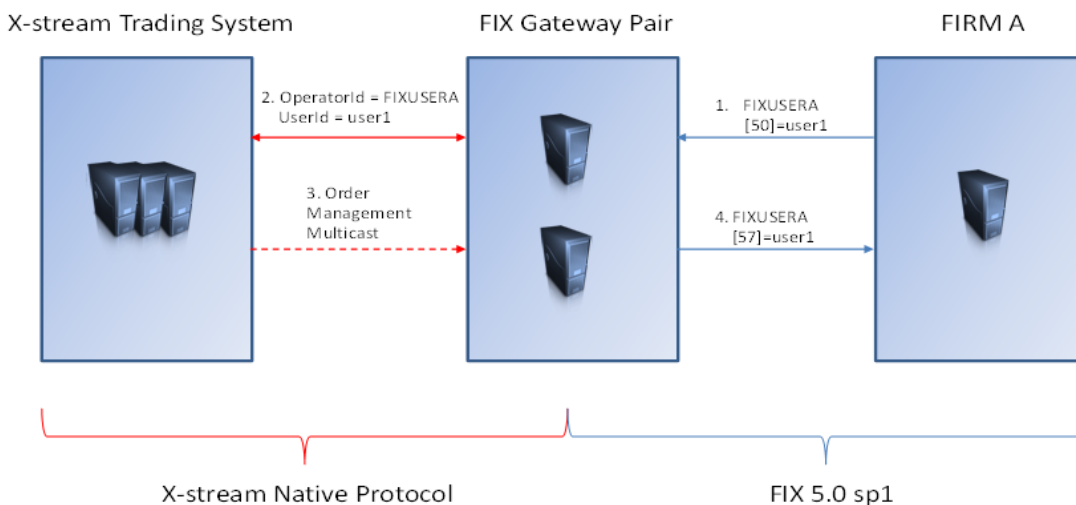 X-stream Trading System
FIX Gateway Pair
FIRM A
2. OperatorId = FIXUSERA
UserId = user1
1. FIXUSERA
[50]=user1
3. Order
Management
Multicast
4. FIXUSERA
[57]=user1
X-stream Native Protocol
FIX 5.0 sp1